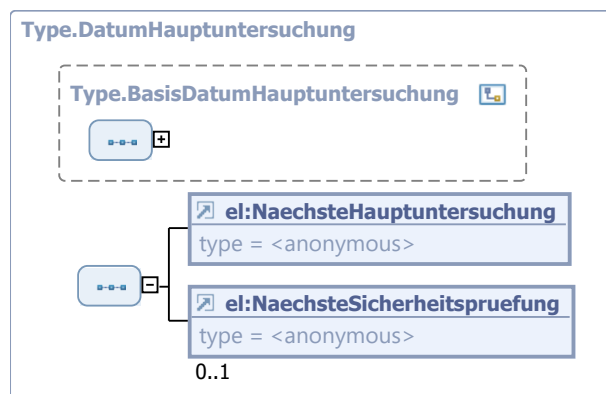 Type.DatumHauptuntersuchung
Type.BasisDatumHauptuntersuchung
el:NaechsteHauptuntersuchung
type = <anonymous>
el:NaechsteSicherheitspruefung
type = <anonymous>
0..1